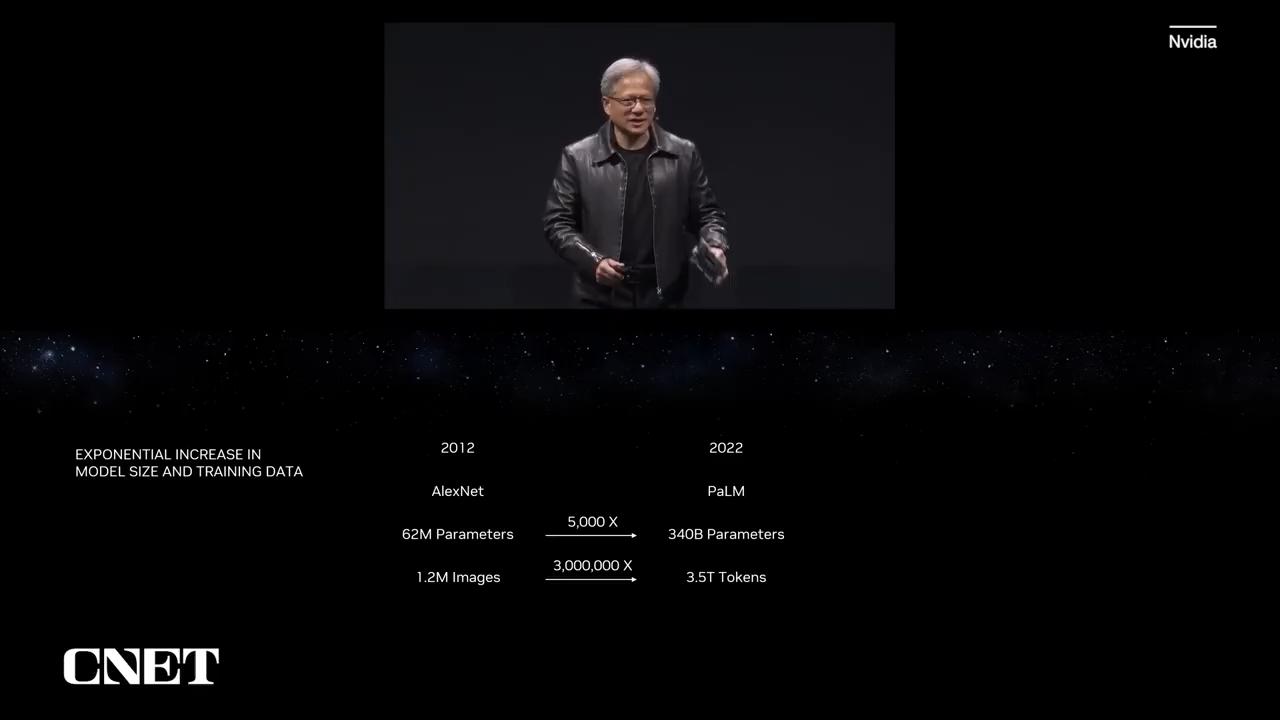 Nvidia
EXPONENTIAL INCREASE IN
MODEL SIZE AND TRAINING DATA
2012
2022
AlexNet
PaLM
5,000 X
62M Parameters
340B Parameters
3,000,000 X
1.2M Images
3.5T Tokens
CNET